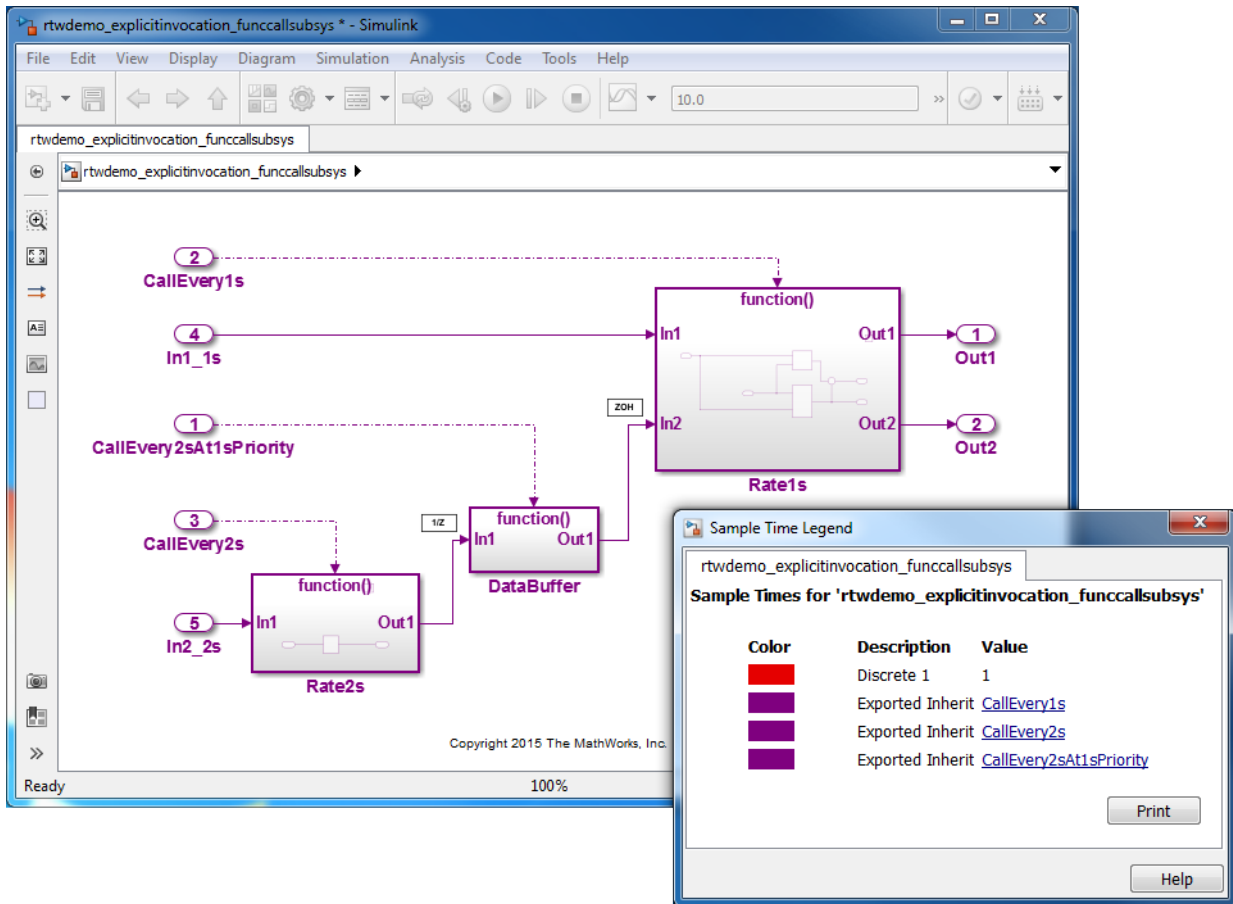 rtwdemo_explicitinvocation_funccallsubsys * - Simulink
File Edit View Display Diagram Simulation Analysis Code Tools Help
10.0
rtwdemo_explicitinvocation_funccallsubsys
rtwdemo_explicitinvocation_funccallsubsys
2
CallEvery1s
function()
4
In1_1s
In1
Out1
1
Out1
1
CallEvery2sAt1sPriority
ZOH
In2
Out2
2
Out2
Rate1s
3
CallEvery2s
1/Z
function()
In1
Out1
DataBuffer
function()
5
In2_2s
In1
Out1
Rate2s
Copyright 2015 The MathWorks, Inc.
Ready
100%
Sample Time Legend
rtwdemo_explicitinvocation_funccallsubsys
Sample Times for 'rtwdemo_explicitinvocation_funccallsubsys'
Color Description Value
Discrete 1 1
Exported Inherit CallEvery1s
Exported Inherit CallEvery2s
Exported Inherit CallEvery2sAt1sPriority
Print
Help